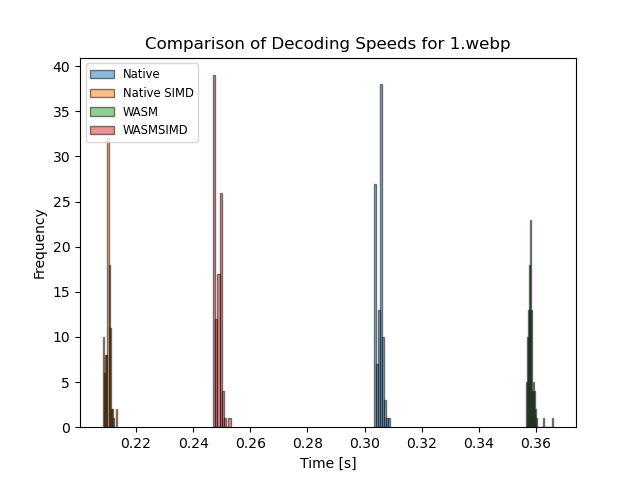 Comparison of Decoding Speeds for 1.webp
40
35
30
25
20
15
10
5
0
Frequency
Native
Native SIMD
WASM
WASMSIMD
0.22 0.24 0.26 0.28 0.30 0.32 0.34 0.36
Time [s]